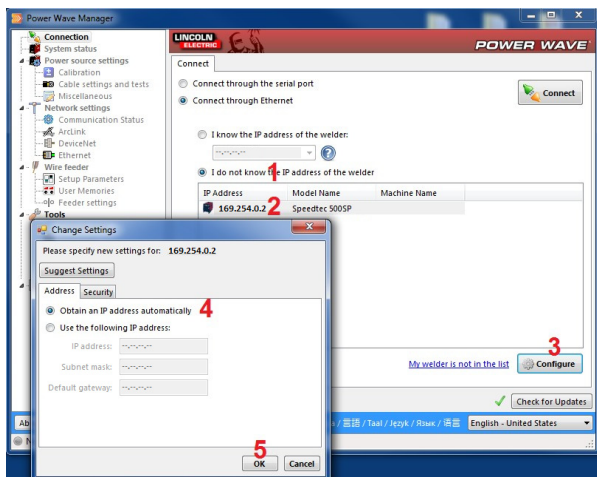 Power Wave Manager
Connection
System status
Power source settings
Calibration
Cable settings and tests
Miscellaneous
Network settings
Communication Status
ArcLink
DeviceNet
Ethernet
Wire feeder
Setup Parameters
User Memories
Feeder settings
Tools
LINCOLN
ELECTRIC
POWER WAVE
Connect
Connect through the serial port
Connect through Ethernet
Connect
I know the IP address of the welder:
--.--.--.--
1
I do not know the IP address of the welder
IP Address Model Name Machine Name
169.254.0.2 2 Speedtec 500SP
Change Settings
Please specify new settings for: 169.254.0.2
Suggest Settings
Address Security
Obtain an IP address automatically 4
Use the following IP address:
IP address: --.--.--.--
Subnet mask: --.--.--.--
Default gateway: --.--.--.--
5
OK Cancel
3
My welder is not in the list Configure
Check for Updates
Ab
/ 言語 / Taal / Język / Язык / 语言 English - United States
N